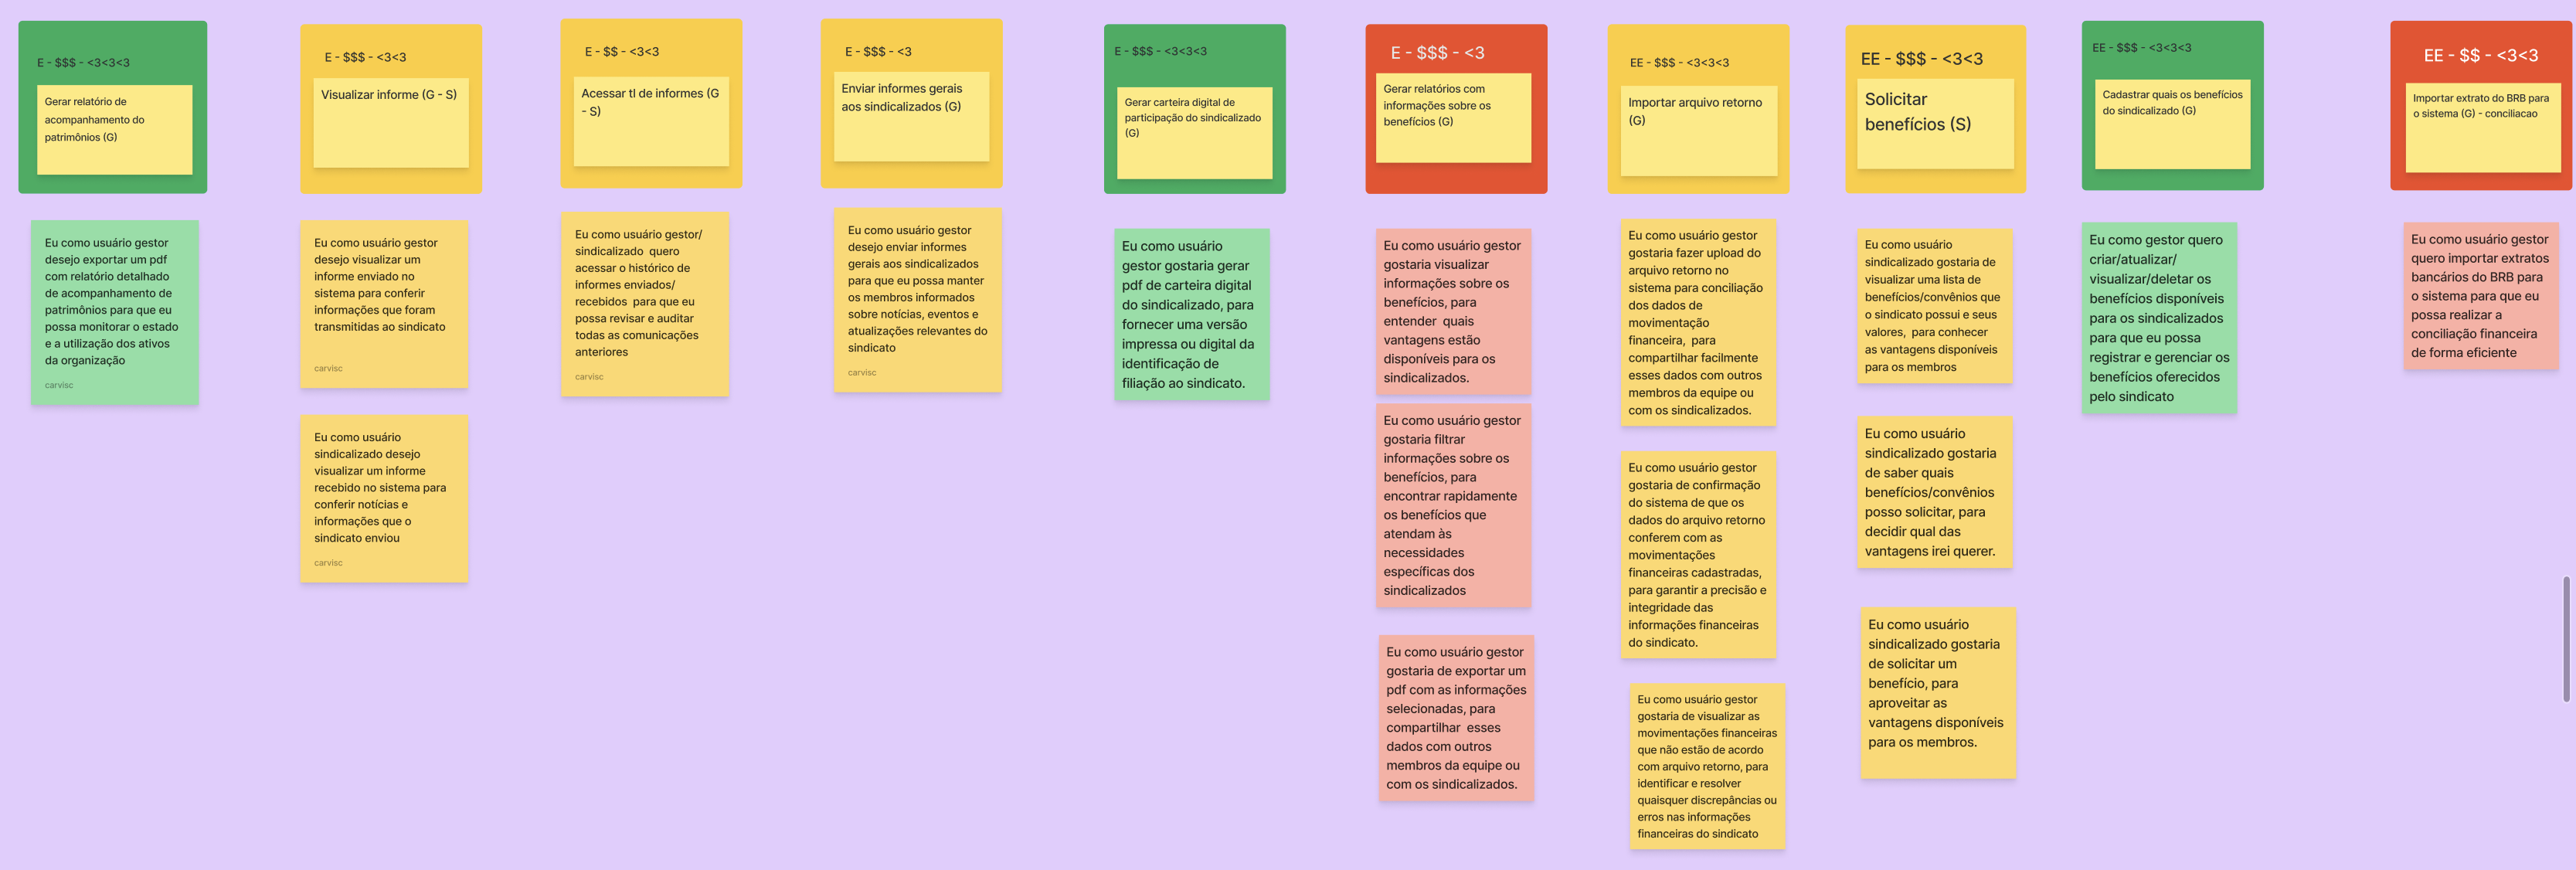 E - $$$ - <3<3<3
Gerar relatório de
acompanhamento do
patrimônios (G)
Eu como usuário gestor
desejo exportar um pdf
com relatório detalhado
de acompanhamento de
patrimônios para que eu
possa monitorar o estado
e a utilização dos ativos
da organização
carvisc
E - $$$ - <3<3
Visualizar informe (G - S)
Eu como usuário gestor
desejo visualizar um
informe enviado no
sistema para conferir
informações que foram
transmitidas ao sindicato
carvisc
Eu como usuário
sindicalizado desejo
visualizar um informe
recebido no sistema para
conferir notícias e
informações que o
sindicato enviou
carvisc
E - $$ - <3<3
Acessar tl de informes (G
- S)
Eu como usuário gestor/
sindicalizado  quero
acessar o histórico de
informes enviados/
recebidos  para que eu
possa revisar e auditar
todas as comunicações
anteriores
carvisc
E - $$$ - <3
Enviar informes gerais
aos sindicalizados (G)
Eu como usuário gestor
desejo enviar informes
gerais aos sindicalizados
para que eu possa manter
os membros informados
sobre notícias, eventos e
atualizações relevantes do
sindicato
carvisc
E - $$$ - <3<3<3
Gerar carteira digital de
participação do sindicalizado
(G)
Eu como usuário
gestor gostaria gerar
pdf de carteira digital
do sindicalizado, para
fornecer uma versão
impressa ou digital da
identificação de
filiação ao sindicato.
E - $$$ - <3
Gerar relatórios com
informações sobre os
benefícios (G)
Eu como usuário gestor
gostaria visualizar
informações sobre os
benefícios, para
entender  quais
vantagens estão
disponíveis para os
sindicalizados.
Eu como usuário gestor
gostaria filtrar
informações sobre os
benefícios, para
encontrar rapidamente
os benefícios que
atendam às
necessidades
específicas dos
sindicalizados
Eu como usuário gestor
gostaria de exportar um
pdf com as informações
selecionadas, para
compartilhar  esses
dados com outros
membros da equipe ou
com os sindicalizados.
EE - $$$ - <3<3<3
Importar arquivo retorno
(G)
Eu como usuário gestor
gostaria fazer upload do
arquivo retorno no
sistema para conciliação
dos dados de
movimentação
financeira,  para
compartilhar facilmente
esses dados com outros
membros da equipe ou
com os sindicalizados.
Eu como usuário gestor
gostaria de confirmação
do sistema de que os
dados do arquivo retorno
conferem com as
movimentações
financeiras cadastradas,
para garantir a precisão e
integridade das
informações financeiras
do sindicato.
Eu como usuário gestor
gostaria de visualizar as
movimentações financeiras
que não estão de acordo
com arquivo retorno, para
identificar e resolver
quaisquer discrepâncias ou
erros nas informações
financeiras do sindicato
EE - $$$ - <3<3
Solicitar
benefícios (S)
Eu como usuário
sindicalizado gostaria de
visualizar uma lista de
benefícios/convênios que
o sindicato possui e seus
valores,  para conhecer
as vantagens disponíveis
para os membros
Eu como usuário
sindicalizado gostaria
de saber quais
benefícios/convênios
posso solicitar, para
decidir qual das
vantagens irei querer.
Eu como usuário
sindicalizado gostaria
de solicitar um
benefício, para
aproveitar as
vantagens disponíveis
para os membros.
EE - $$$ - <3<3<3
Cadastrar quais os benefícios
do sindicalizado (G)
Eu como gestor quero
criar/atualizar/
visualizar/deletar os
benefícios disponíveis
para os sindicalizados
para que eu possa
registrar e gerenciar os
benefícios oferecidos
pelo sindicato
EE - $$ - <3<3
Importar extrato do BRB para
o sistema (G) - conciliacao
Eu como usuário gestor
quero importar extratos
bancários do BRB para
o sistema para que eu
possa realizar a
conciliação financeira
de forma eficiente